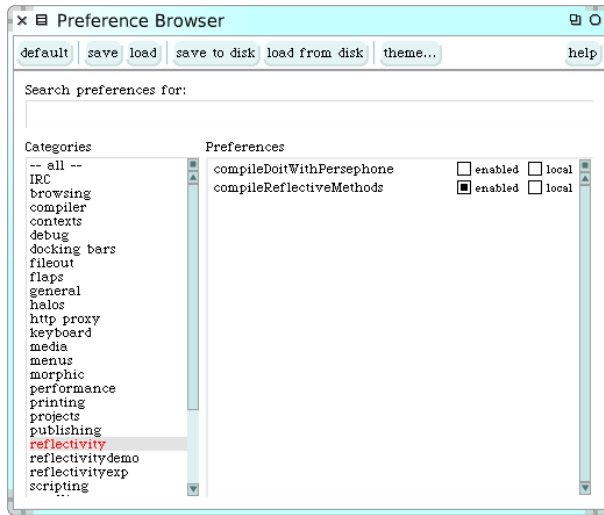 Preference Browser
default save load save to disk load from disk theme... help
Search preferences for:
Categories Preferences
-- all --
IRC
browsing
compiler
contexts
debug
docking bars
fileout
flaps
general
halos
http proxy
keyboard
media
menus
morphic
performance
printing
projects
publishing
reflectivity
reflectivitydemo
reflectivityexp
scripting
compileDoitWithPersephone enabled local
compileReflectiveMethods enabled local